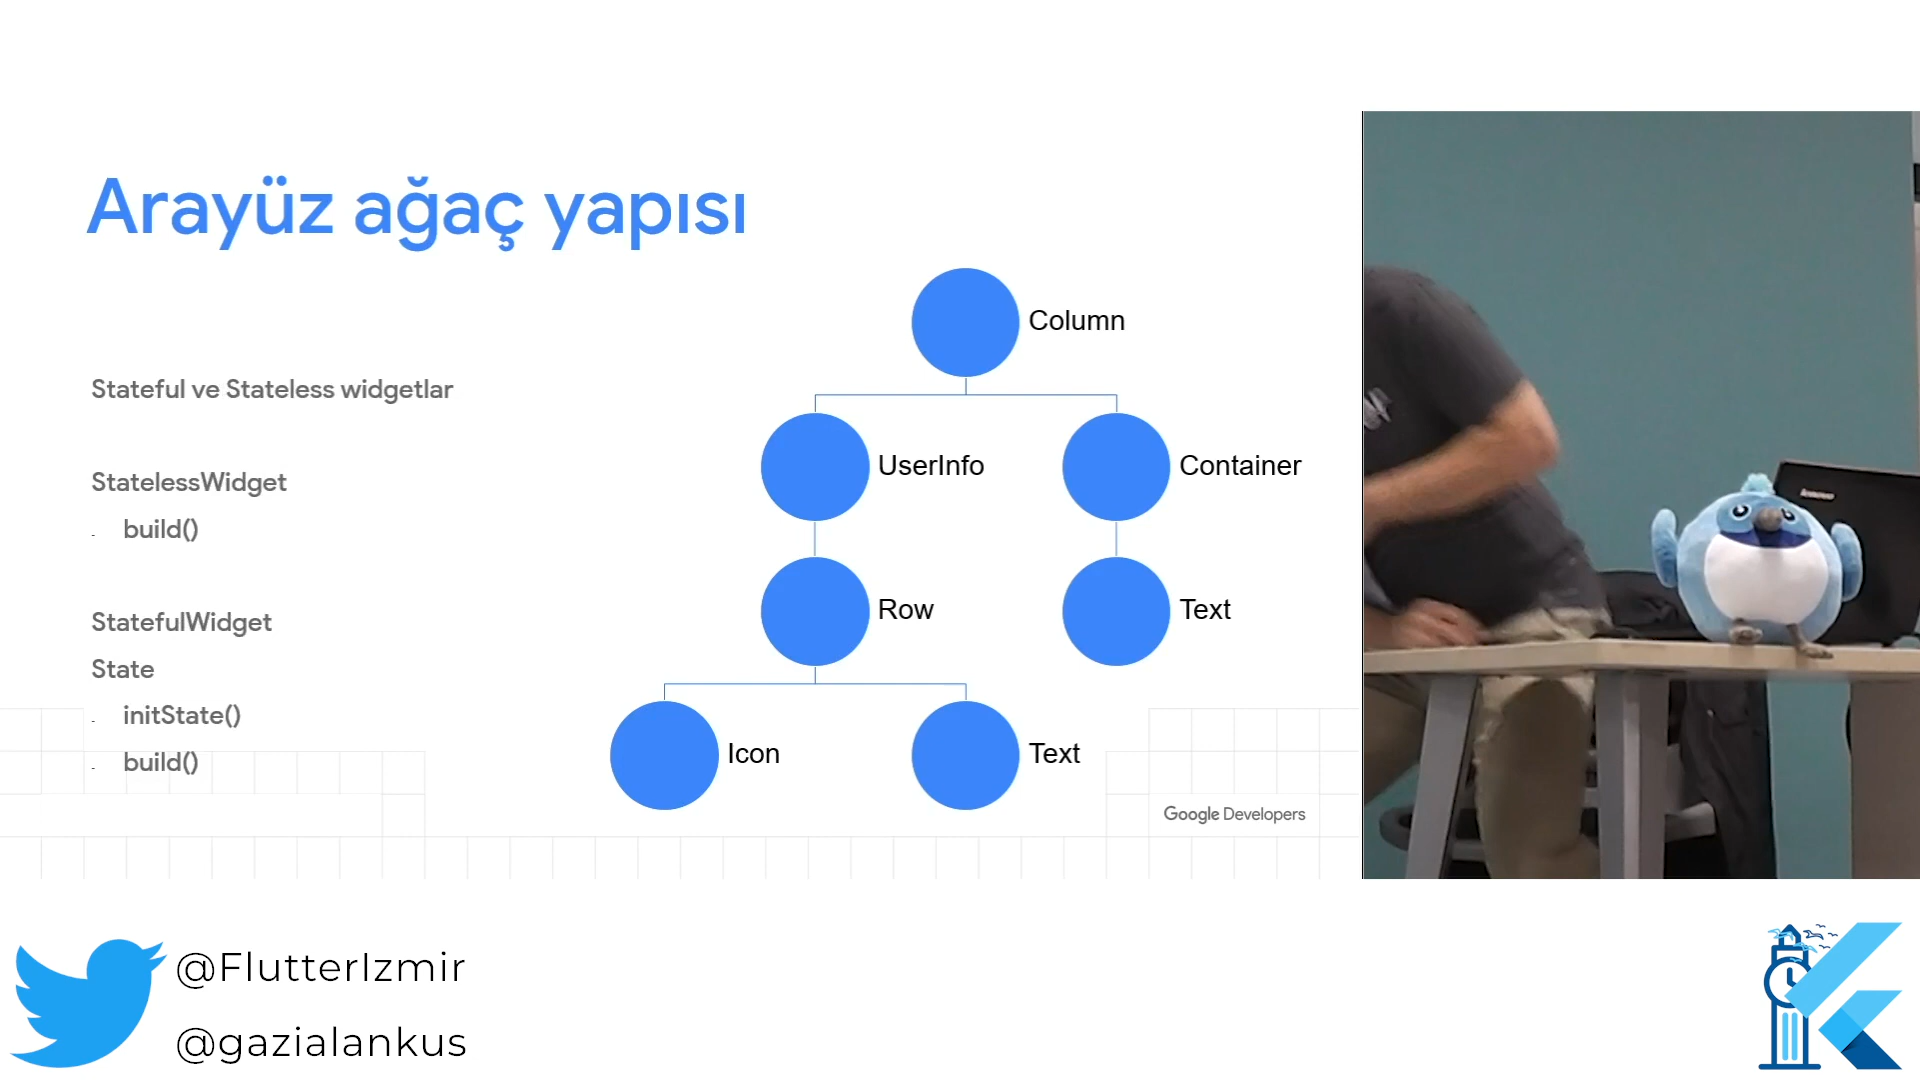 Arayüz ağaç yapısı
Stateful ve Stateless widgetlar
StatelessWidget
- build()
StatefulWidget
State
- initState()
- build()
Column
UserInfo
Container
Row
Text
Icon
Text
Google Developers
lenovo
@FlutterIzmir
@gazialankus